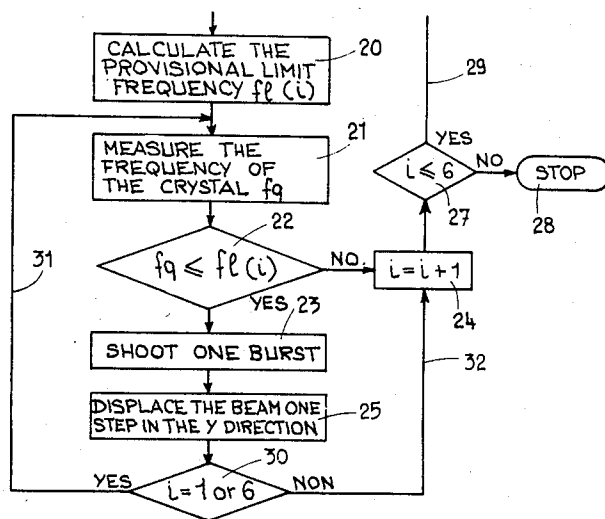 CALCULATE THE
PROVISIONAL LIMIT
FREQUENCY fl (i)
20
29
21
MEASURE THE
FREQUENCY OF
THE CRYSTAL fq
YES
i ≤ 6
NO
STOP
27
28
22
31
fq ≤ fl (i)
NO
i = i + 1
YES
23
24
SHOOT ONE BURST
32
DISPLACE THE BEAM ONE
STEP IN THE Y DIRECTION
25
30
YES
i = 1 or 6
NON